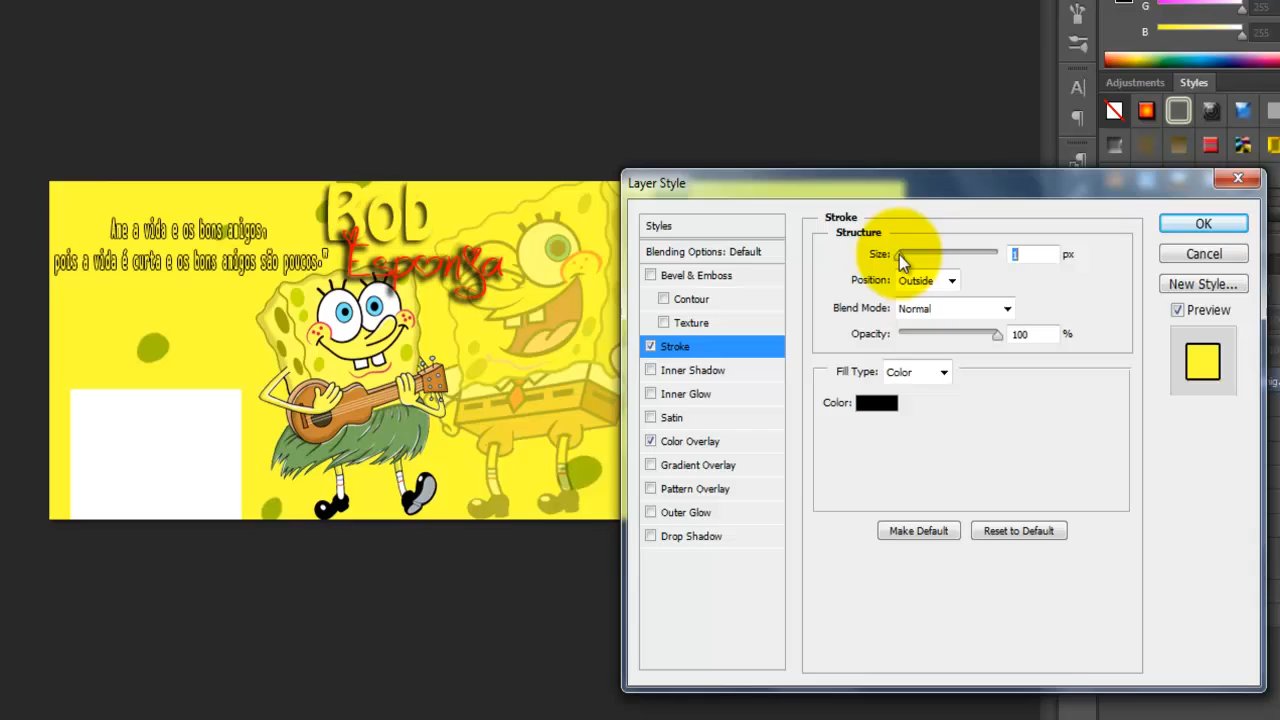 G
255
B
255
Adjustments
Styles
Bob
Esponja
Ame a vida e os bons amigos;
pois a vida é curta e os bons amigos são poucos."
Layer Style
Styles
Blending Options: Default
Bevel & Emboss
Contour
Texture
Stroke
Inner Shadow
Inner Glow
Satin
Color Overlay
Gradient Overlay
Pattern Overlay
Outer Glow
Drop Shadow
Stroke
Structure
Size: 1 px
Position: Outside
Blend Mode: Normal
Opacity: 100 %
Fill Type: Color
Color:
Make Default Reset to Default
OK
Cancel
New Style...
Preview